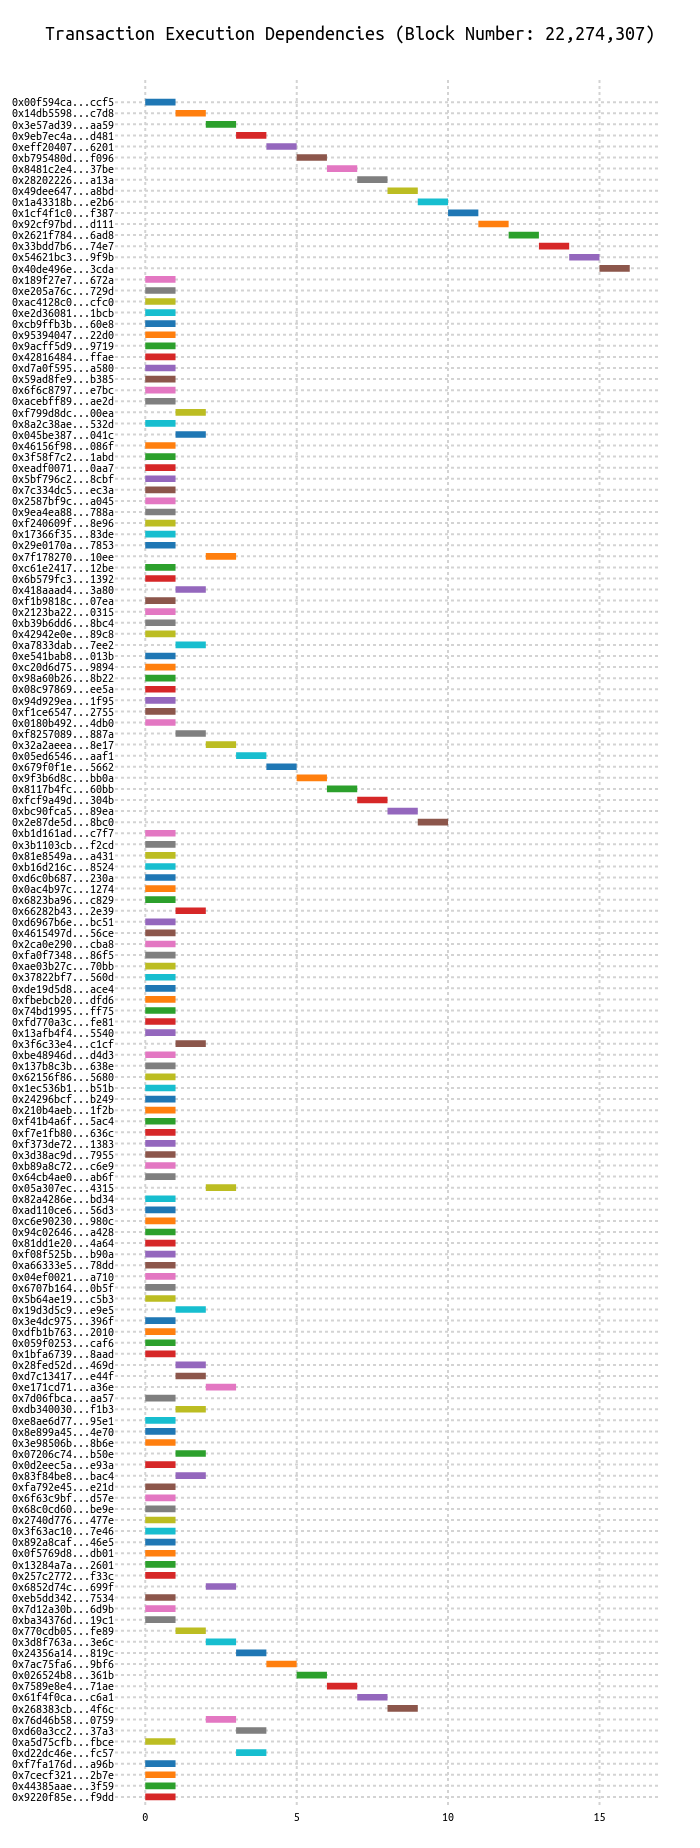 Transaction Execution Dependencies (Block Number: 22,274,307)
0x00f594ca...ccf5
0x14db5598...c7d8
0x3e57ad39...aa59
0x9eb7ec4a...d481
0xeff20407...6201
0xb795480d...f096
0x8481c2e4...37be
0x28202226...a13a
0x49dee647...a8bd
0x1a43318b...e2b6
0x1cf4f1c0...f387
0x92cf97bd...d111
0x2621f784...6ad8
0x33bdd7b6...74e7
0x54621bc3...9f9b
0x40de496e...3cda
0x189f27e7...672a
0xe205a76c...729d
0xac4128c0...cfc0
0xe2d36081...1bcb
0xcb9ffb3b...60e8
0x95394047...22d0
0x9acff5d9...9719
0x42816484...ffae
0xd7a0f595...a580
0x59ad8fe9...b385
0x6f6c8797...e7bc
0xacebff89...ae2d
0xf799d8dc...00ea
0x8a2c38ae...532d
0x045be387...041c
0x46156f98...086f
0x3f58f7c2...1abd
0xeadf0071...0aa7
0x5bf796c2...8cbf
0x7c334dc5...ec3a
0x2587bf9c...a045
0x9ea4ea88...788a
0xf240609f...8e96
0x17366f35...83de
0x29e0170a...7853
0x7f178270...10ee
0xc61e2417...12be
0x6b579fc3...1392
0x418aaad4...3a80
0xf1b9818c...07ea
0x2123ba22...0315
0xb39b6dd6...8bc4
0x42942e0e...89c8
0xa7833dab...7ee2
0xe541bab8...013b
0xc20d6d75...9894
0x98a60b26...8b22
0x08c97869...ee5a
0x94d929ea...1f95
0xf1ce6547...2755
0x0180b492...4db0
0xf8257089...887a
0x32a2aeea...8e17
0x05ed6546...aaf1
0x679f0f1e...5662
0x9f3b6d8c...bb0a
0x8117b4fc...60bb
0xfcf9a49d...304b
0xbc90fca5...89ea
0x2e87de5d...8bc0
0xb1d161ad...c7f7
0x3b1103cb...f2cd
0x81e8549a...a431
0xb16d216c...8524
0xd6c0b687...230a
0x0ac4b97c...1274
0x6823ba96...c829
0x66282b43...2e39
0xd6967b6e...bc51
0x4615497d...56ce
0x2ca0e290...cba8
0xfa0f7348...86f5
0xae03b27c...70bb
0x37822bf7...560d
0xde19d5d8...ace4
0xfbebcb20...dfd6
0x74bd1995...ff75
0xfd770a3c...fe81
0x13afb4f4...5540
0x3f6c33e4...c1cf
0xbe48946d...d4d3
0x137b8c3b...638e
0x62156f86...5680
0x1ec536b1...b51b
0x24296bcf...b249
0x210b4aeb...1f2b
0xf41b4a6f...5ac4
0xf7e1fb80...636c
0xf373de72...1383
0x3d38ac9d...7955
0xb89a8c72...c6e9
0x64cb4ae0...ab6f
0x05a307ec...4315
0x82a4286e...bd34
0xad110ce6...56d3
0xc6e90230...980c
0x94c02646...a428
0x81dd1e20...4a64
0xf08f525b...b90a
0xa66333e5...78dd
0x04ef0021...a710
0x6707b164...0b5f
0x5b64ae19...c5b3
0x19d3d5c9...e9e5
0x3e4dc975...396f
0xdfb1b763...2010
0x059f0253...caf6
0x1bfa6739...8aad
0x28fed52d...469d
0xd7c13417...e44f
0xe171cd71...a36e
0x7d06fbca...aa57
0xdb340030...f1b3
0xe8ae6d77...95e1
0x8e899a45...4e70
0x3e98506b...8b6e
0x07206c74...b50e
0x0d2eec5a...e93a
0x83f84be8...bac4
0xfa792e45...e21d
0x6f63c9bf...d57e
0x68c0cd60...be9e
0x2740d776...477e
0x3f63ac10...7e46
0x892a8caf...46e5
0x0f5769d8...db01
0x13284a7a...2601
0x257c2772...f33c
0x6852d74c...699f
0xeb5dd342...7534
0x7d12a30b...6d9b
0xba34376d...19c1
0x770cdb05...fe89
0x3d8f763a...3e6c
0x24356a14...819c
0x7ac75fa6...9bf6
0x026524b8...361b
0x7589e8e4...71ae
0x61f4f0ca...c6a1
0x268383cb...4f6c
0x76d46b58...0759
0xd60a3cc2...37a3
0xa5d75cfb...fbce
0xd22dc46e...fc57
0xf7fa176d...a96b
0x7cecf321...2b7e
0x44385aae...3f59
0x9220f85e...f9dd
0 5 10 15